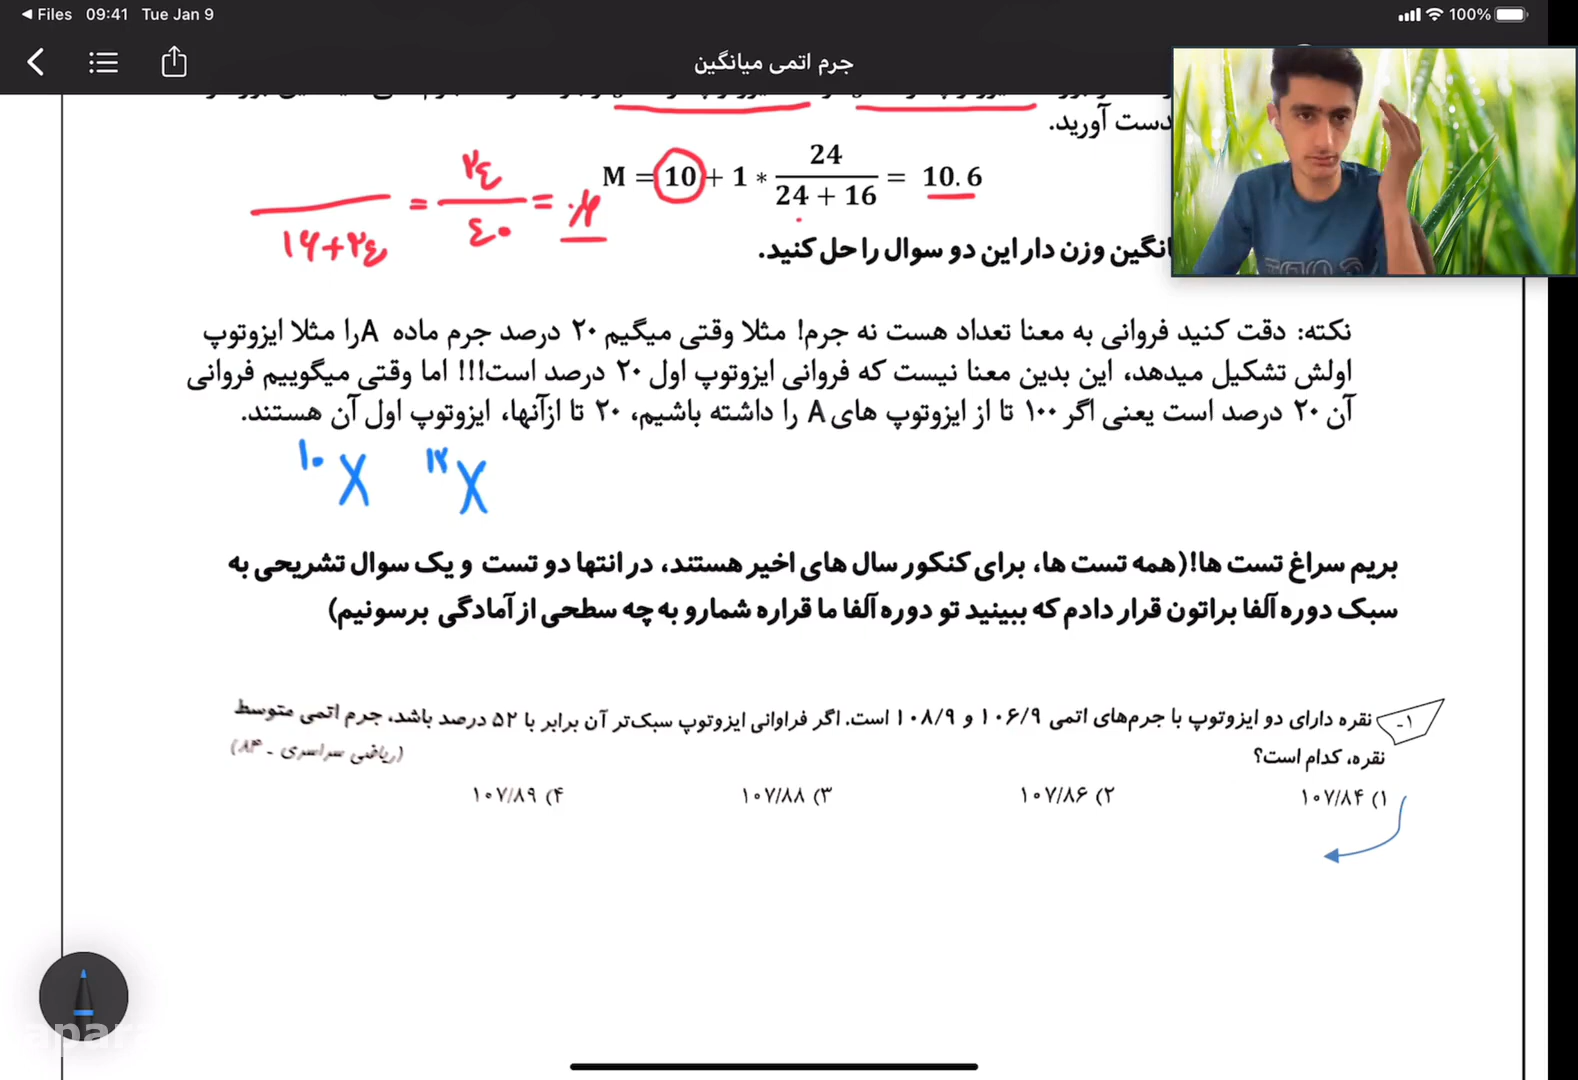 Files 09:41 Tue Jan 9 100%
جرم اتمی میانگین
دست آورید.
M = 10 + 1 * 24 / 24 + 16 = 10.6
۱۶+۲٤ = ۲٤ / ٤۰ =
انگین وزن دار این دو سوال را حل کنید.
نکته: دقت کنید فروانی به معنا تعداد هست نه جرم! مثلا وقتی میگیم ۲۰ درصد جرم ماده A را مثلا ایزوتوپ
اولش تشکیل میدهد، این بدین معنا نیست که فروانی ایزوتوپ اول ۲۰ درصد است!!! اما وقتی میگوییم فروانی
آن ۲۰ درصد است یعنی اگر ۱۰۰ تا از ایزوتوپ های A را داشته باشیم، ۲۰ تا ازآنها، ایزوتوپ اول آن هستند.
۱۰X ۱۲X
بریم سراغ تست ها!(همه تست ها، برای کنکور سال های اخیر هستند، در انتها دو تست و یک سوال تشریحی به
سبک دوره آلفا براتون قرار دادم که ببینید تو دوره آلفا ما قراره شمارو به چه سطحی از آمادگی برسونیم)
۱- نقره دارای دو ایزوتوپ با جرم‌های اتمی ۱۰۶/۹ و ۱۰۸/۹ است. اگر فراوانی ایزوتوپ سبک‌تر آن برابر با ۵۲ درصد باشد، جرم اتمی متوسط
نقره، کدام است؟ (ریاضی سراسری ـ ۸۴)
۱) ۱۰۷/۸۴ ۲) ۱۰۷/۸۶ ۳) ۱۰۷/۸۸ ۴) ۱۰۷/۸۹
apar